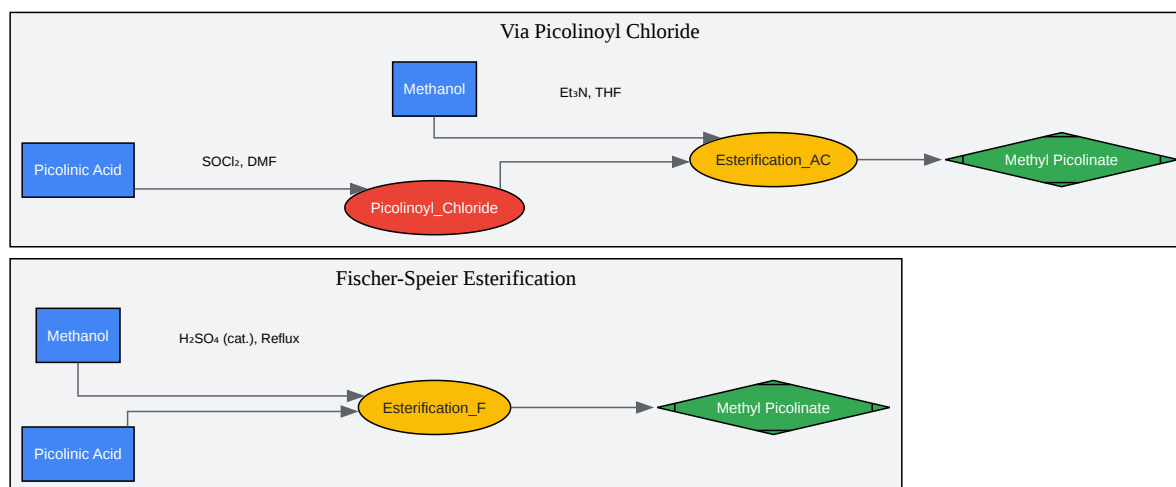 Via Picolinoyl Chloride
Methanol
Et₃N, THF
Picolinic Acid
SOCl₂, DMF
Esterification_AC
Methyl Picolinate
Picolinoyl_Chloride
Fischer-Speier Esterification
Methanol
H₂SO₄ (cat.), Reflux
Esterification_F
Methyl Picolinate
Picolinic Acid